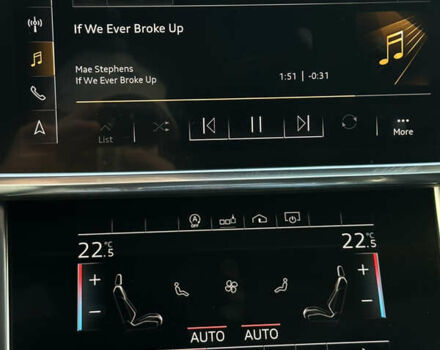 If We Ever Broke Up
Mae Stephens
If We Ever Broke Up
1:51 | -0:31
List
More
OFF
22.5 °C
22.5 °C
AUTO
AUTO